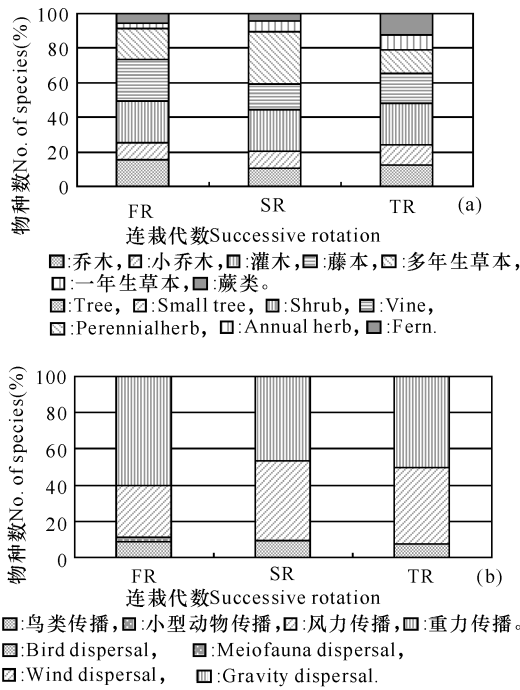 100
80
60
40
20
0
物种数No. of species(%)
FR SR TR (a)
连栽代数Successive rotation
:乔木, :小乔木, :灌木, :藤本, :多年生草本,
:一年生草本, :蕨类。
:Tree, :Small tree, :Shrub, :Vine,
:Perennialherb, :Annual herb, :Fern.
100
80
60
40
20
0
物种数No. of species(%)
FR SR TR (b)
连栽代数Successive rotation
:鸟类传播, :小型动物传播, :风力传播, :重力传播。
:Bird dispersal, :Meiofauna dispersal,
:Wind dispersal, :Gravity dispersal.